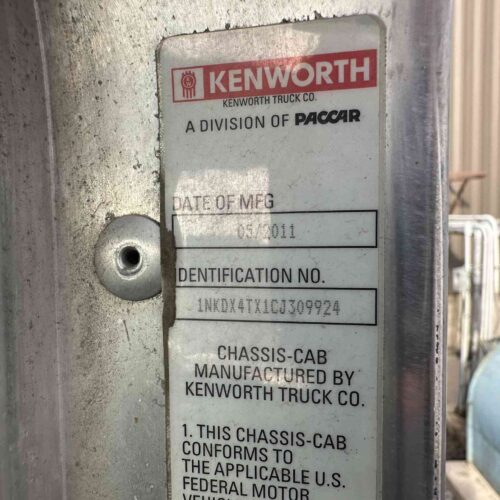 KENWORTH
KENWORTH TRUCK CO.
A DIVISION OF PACCAR
DATE OF MFG
05/2011
IDENTIFICATION NO.
1NKDX4TX1CJ309924
CHASSIS-CAB
MANUFACTURED BY
KENWORTH TRUCK CO.
1. THIS CHASSIS-CAB
CONFORMS TO
THE APPLICABLE U.S.
FEDERAL MOTOR